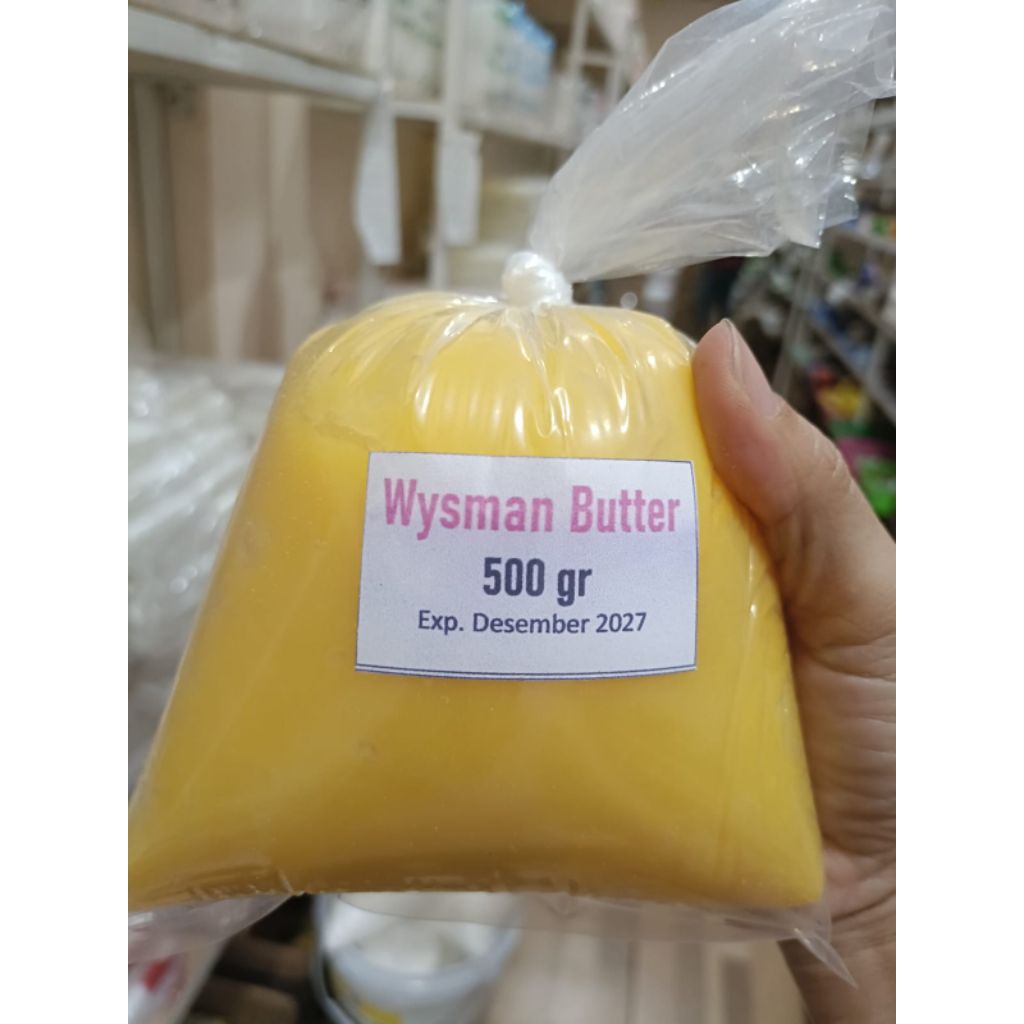 Wysman Butter
500 gr
Exp. Desember 2027